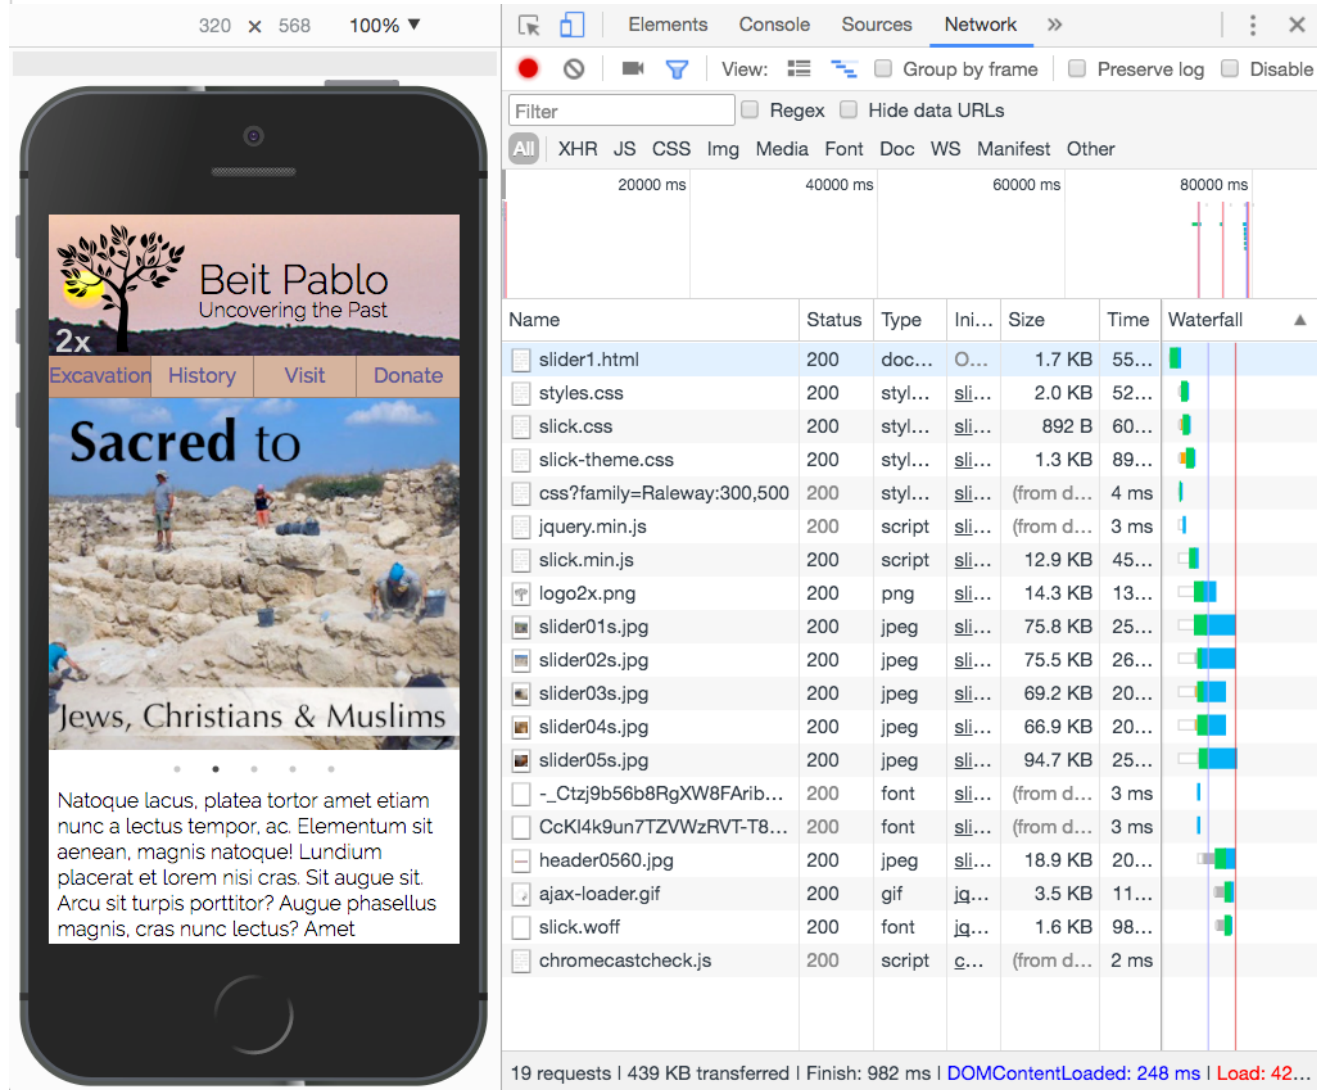 320 × 568 100% ▼
Elements Console Sources Network »
View: Group by frame Preserve log Disable
Filter Regex Hide data URLs
All XHR JS CSS Img Media Font Doc WS Manifest Other
20000 ms 40000 ms 60000 ms 80000 ms
Name Status Type Ini... Size Time Waterfall ▲
slider1.html 200 doc... O... 1.7 KB 55...
styles.css 200 styl... sli... 2.0 KB 52...
slick.css 200 styl... sli... 892 B 60...
slick-theme.css 200 styl... sli... 1.3 KB 89...
css?family=Raleway:300,500 200 styl... sli... (from d... 4 ms
jquery.min.js 200 script sli... (from d... 3 ms
slick.min.js 200 script sli... 12.9 KB 45...
logo2x.png 200 png sli... 14.3 KB 13...
slider01s.jpg 200 jpeg sli... 75.8 KB 25...
slider02s.jpg 200 jpeg sli... 75.5 KB 26...
slider03s.jpg 200 jpeg sli... 69.2 KB 20...
slider04s.jpg 200 jpeg sli... 66.9 KB 20...
slider05s.jpg 200 jpeg sli... 94.7 KB 25...
-_Ctzj9b56b8RgXW8FArib... 200 font sli... (from d... 3 ms
CcKI4k9un7TZVWzRVT-T8... 200 font sli... (from d... 3 ms
header0560.jpg 200 jpeg sli... 18.9 KB 20...
ajax-loader.gif 200 gif jq... 3.5 KB 11...
slick.woff 200 font jq... 1.6 KB 98...
chromecastcheck.js 200 script c... (from d... 2 ms
19 requests | 439 KB transferred | Finish: 982 ms | DOMContentLoaded: 248 ms | Load: 42...
Beit Pablo
Uncovering the Past
2x
Excavation History Visit Donate
Sacred to
Jews, Christians & Muslims
Natoque lacus, platea tortor amet etiam
nunc a lectus tempor, ac. Elementum sit
aenean, magnis natoque! Lundium
placerat et lorem nisi cras. Sit augue sit.
Arcu sit turpis porttitor? Augue phasellus
magnis, cras nunc lectus? Amet